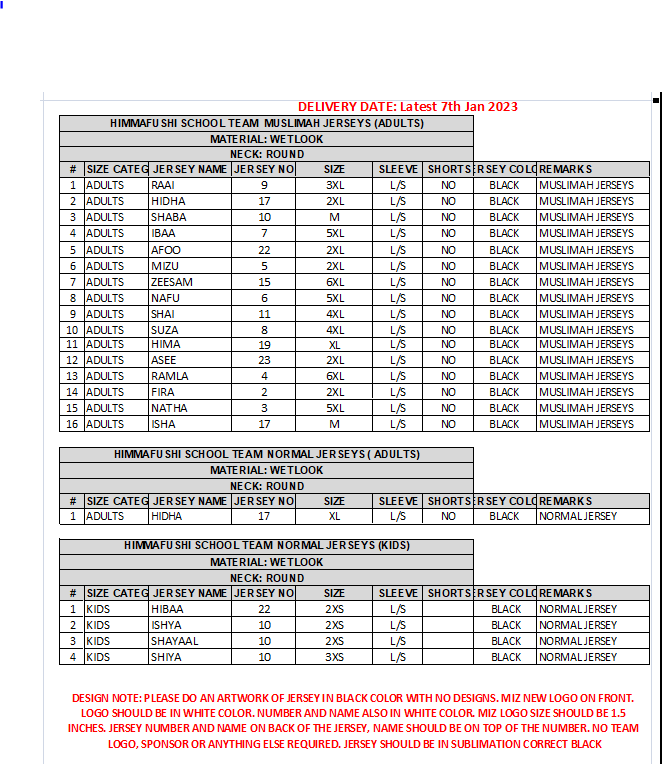 DELIVERY DATE: Latest 7th Jan 2023
HIMMAFUSHI SCHOOL TEAM MUSLIMAH JERSEYS (ADULTS)
MATERIAL: WETLOOK
NECK: ROUND
# SIZE CATEG JERSEY NAME JERSEY NO SIZE SLEEVE SHORTS ERSEY COLO REMARKS
1 ADULTS RAAI 9 3XL L/S NO BLACK MUSLIMAH JERSEYS
2 ADULTS HIDHA 17 2XL L/S NO BLACK MUSLIMAH JERSEYS
3 ADULTS SHABA 10 M L/S NO BLACK MUSLIMAH JERSEYS
4 ADULTS IBAA 7 5XL L/S NO BLACK MUSLIMAH JERSEYS
5 ADULTS AFOO 22 2XL L/S NO BLACK MUSLIMAH JERSEYS
6 ADULTS MIZU 5 2XL L/S NO BLACK MUSLIMAH JERSEYS
7 ADULTS ZEESAM 15 6XL L/S NO BLACK MUSLIMAH JERSEYS
8 ADULTS NAFU 6 5XL L/S NO BLACK MUSLIMAH JERSEYS
9 ADULTS SHAI 11 4XL L/S NO BLACK MUSLIMAH JERSEYS
10 ADULTS SUZA 8 4XL L/S NO BLACK MUSLIMAH JERSEYS
11 ADULTS HIMA 19 XL L/S NO BLACK MUSLIMAH JERSEYS
12 ADULTS ASEE 23 2XL L/S NO BLACK MUSLIMAH JERSEYS
13 ADULTS RAMLA 4 6XL L/S NO BLACK MUSLIMAH JERSEYS
14 ADULTS FIRA 2 2XL L/S NO BLACK MUSLIMAH JERSEYS
15 ADULTS NATHA 3 5XL L/S NO BLACK MUSLIMAH JERSEYS
16 ADULTS ISHA 17 M L/S NO BLACK MUSLIMAH JERSEYS
HIMMAFUSHI SCHOOL TEAM NORMAL JERSEYS ( ADULTS)
MATERIAL: WETLOOK
NECK: ROUND
# SIZE CATEG JERSEY NAME JERSEY NO SIZE SLEEVE SHORTS ERSEY COLO REMARKS
1 ADULTS HIDHA 17 XL L/S NO BLACK NORMAL JERSEY
HIMMAFUSHI SCHOOL TEAM NORMAL JERSEYS (KIDS)
MATERIAL: WETLOOK
NECK: ROUND
# SIZE CATEG JERSEY NAME JERSEY NO SIZE SLEEVE SHORTS ERSEY COLO REMARKS
1 KIDS HIBAA 22 2XS L/S BLACK NORMAL JERSEY
2 KIDS ISHYA 10 2XS L/S BLACK NORMAL JERSEY
3 KIDS SHAYAAL 10 2XS L/S BLACK NORMAL JERSEY
4 KIDS SHIYA 10 3XS L/S BLACK NORMAL JERSEY
DESIGN NOTE: PLEASE DO AN ARTWORK OF JERSEY IN BLACK COLOR WITH NO DESIGNS. MIZ NEW LOGO ON FRONT.
LOGO SHOULD BE IN WHITE COLOR. NUMBER AND NAME ALSO IN WHITE COLOR. MIZ LOGO SIZE SHOULD BE 1.5
INCHES. JERSEY NUMBER AND NAME ON BACK OF THE JERSEY, NAME SHOULD BE ON TOP OF THE NUMBER. NO TEAM
LOGO, SPONSOR OR ANYTHING ELSE REQUIRED. JERSEY SHOULD BE IN SUBLIMATION CORRECT BLACK